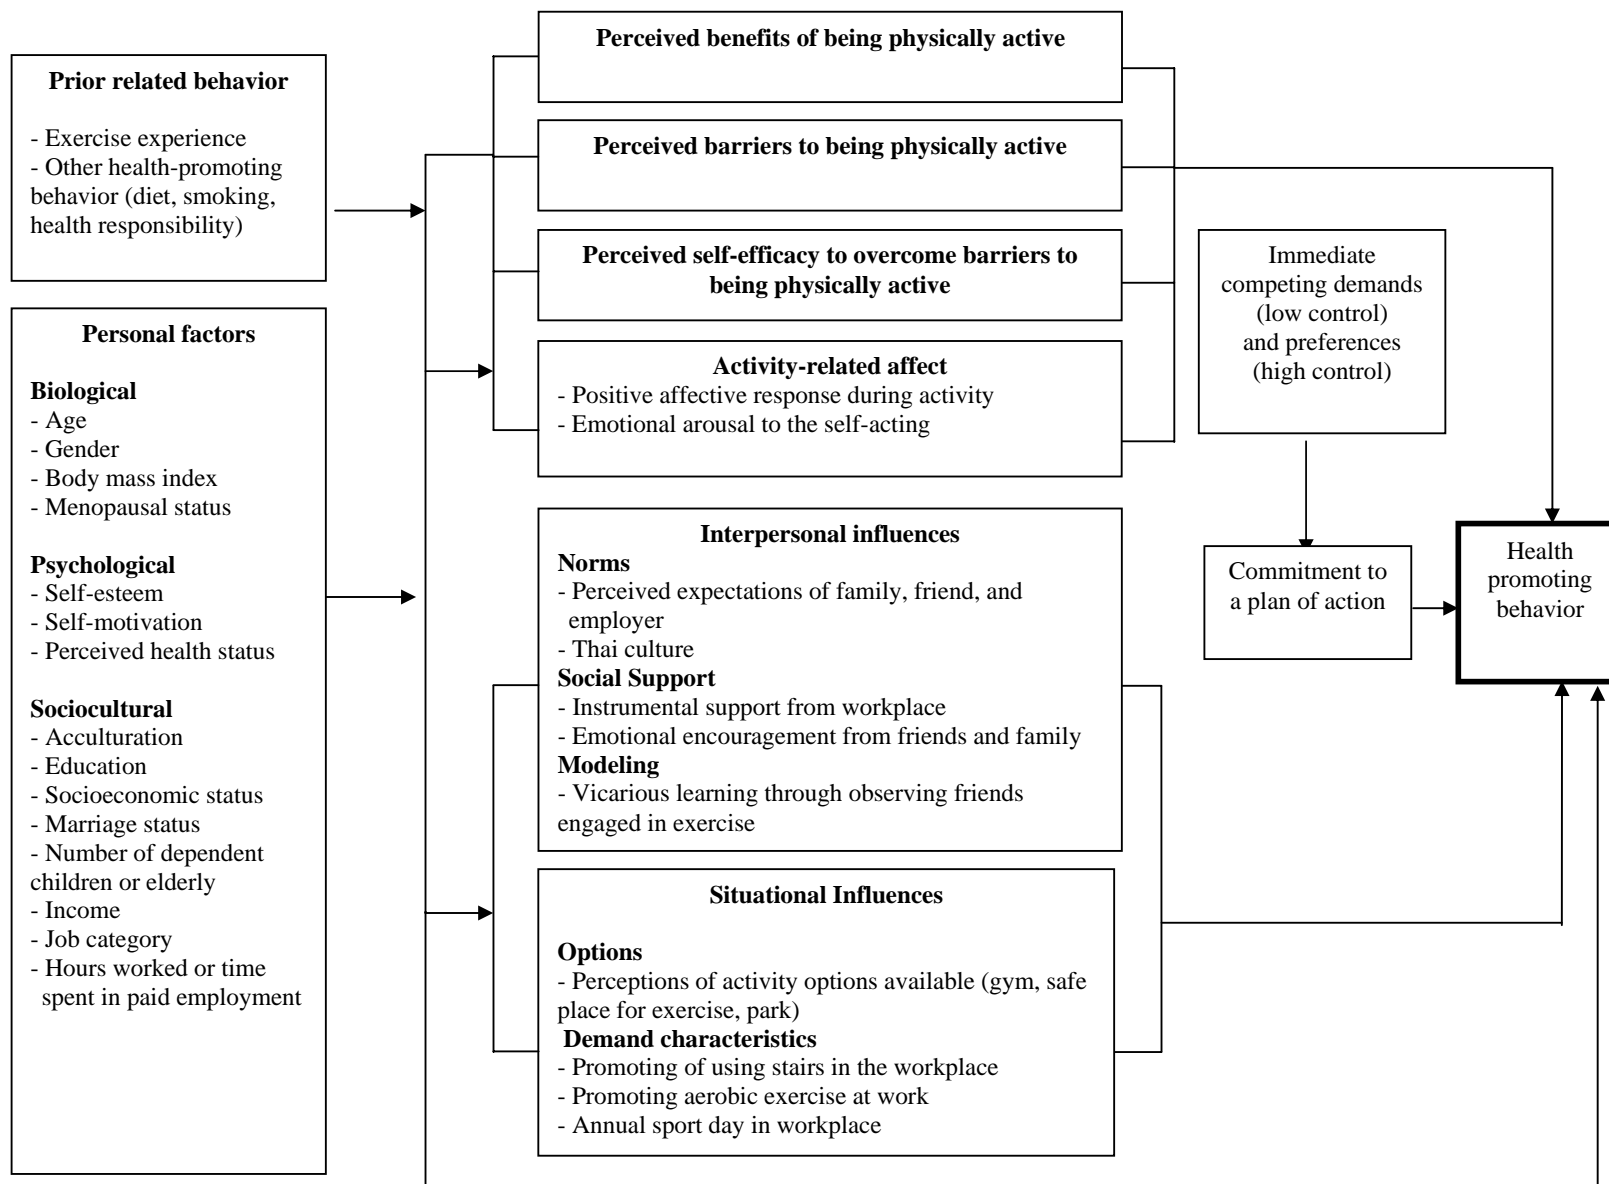 Prior related behavior
- Exercise experience
- Other health-promoting
behavior (diet, smoking,
health responsibility)
Personal factors
Biological
- Age
- Gender
- Body mass index
- Menopausal status
Psychological
- Self-esteem
- Self-motivation
- Perceived health status
Sociocultural
- Acculturation
- Education
- Socioeconomic status
- Marriage status
- Number of dependent
children or elderly
- Income
- Job category
- Hours worked or time
spent in paid employment
Perceived benefits of being physically active
Perceived barriers to being physically active
Perceived self-efficacy to overcome barriers to
being physically active
Activity-related affect
- Positive affective response during activity
- Emotional arousal to the self-acting
Interpersonal influences
Norms
- Perceived expectations of family, friend, and
employer
- Thai culture
Social Support
- Instrumental support from workplace
- Emotional encouragement from friends and family
Modeling
- Vicarious learning through observing friends
engaged in exercise
Situational Influences
Options
- Perceptions of activity options available (gym, safe
place for exercise, park)
Demand characteristics
- Promoting of using stairs in the workplace
- Promoting aerobic exercise at work
- Annual sport day in workplace
Immediate
competing demands
(low control)
and preferences
(high control)
Commitment to
a plan of action
Health
promoting
behavior